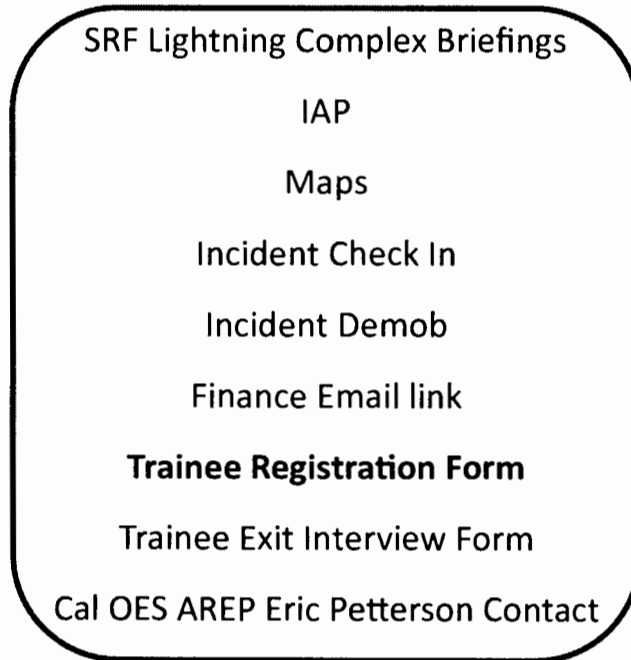 SRF Lightning Complex Briefings
IAP
Maps
Incident Check In
Incident Demob
Finance Email link
Trainee Registration Form
Trainee Exit Interview Form
Cal OES AREP Eric Petterson Contact